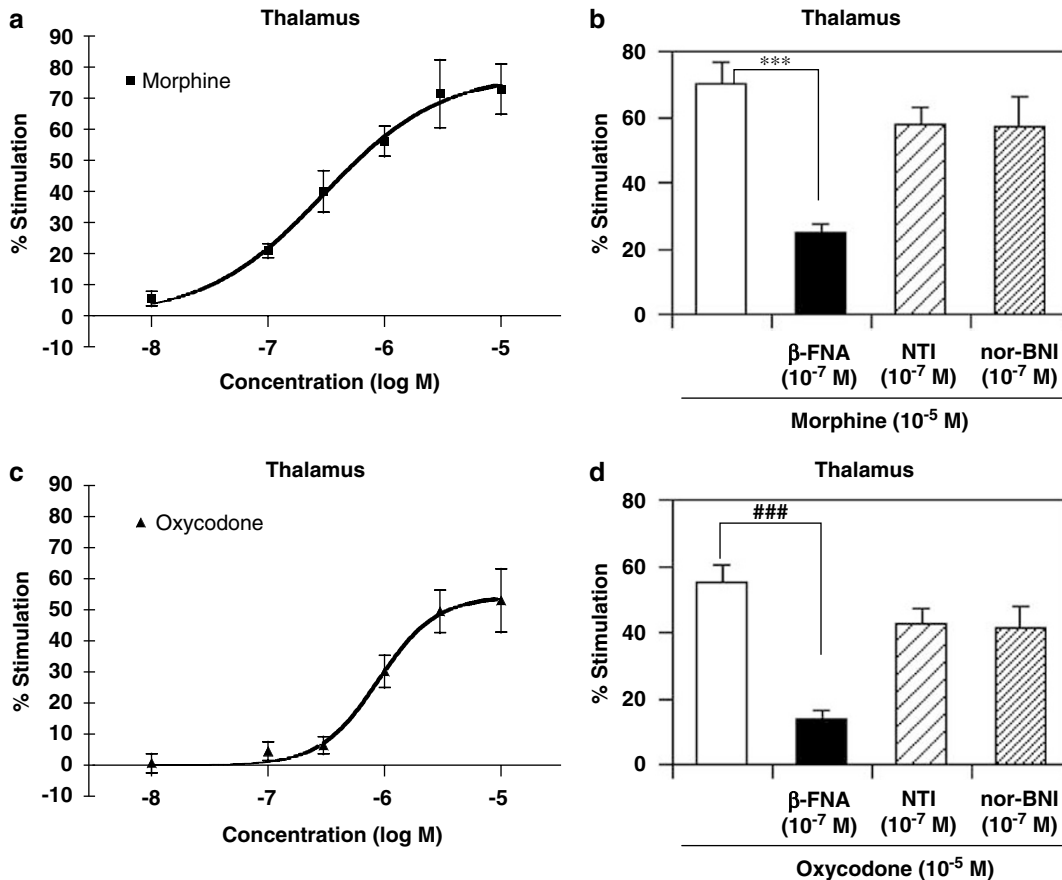 a
Thalamus
% Stimulation
90
80
70
60
50
40
30
20
10
0
-10
Morphine
-8
-7
-6
-5
Concentration (log M)
b
Thalamus
% Stimulation
80
60
40
20
0
***
β-FNA
(10⁻⁷ M)
NTI
(10⁻⁷ M)
nor-BNI
(10⁻⁷ M)
Morphine (10⁻⁵ M)
c
Thalamus
% Stimulation
90
80
70
60
50
40
30
20
10
0
-10
Oxycodone
-8
-7
-6
-5
Concentration (log M)
d
Thalamus
% Stimulation
80
60
40
20
0
###
β-FNA
(10⁻⁷ M)
NTI
(10⁻⁷ M)
nor-BNI
(10⁻⁷ M)
Oxycodone (10⁻⁵ M)